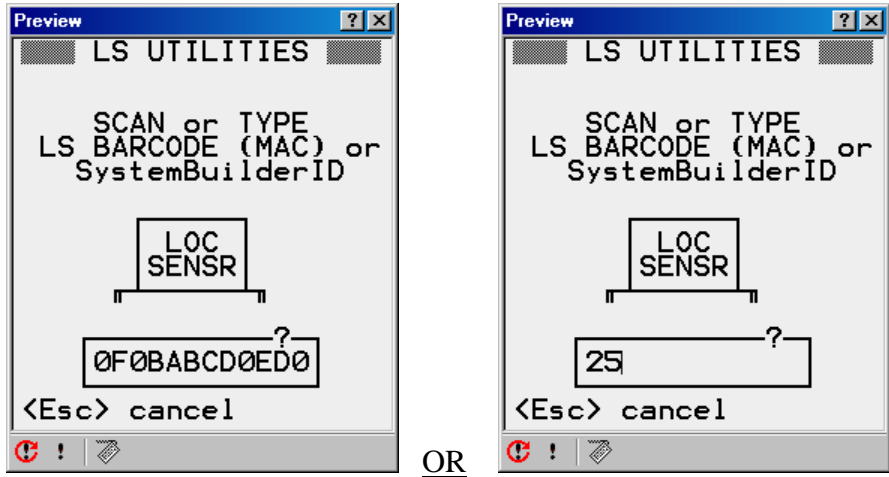 Preview
LS UTILITIES
SCAN or TYPE
LS BARCODE (MAC) or
SystemBuilderID
LOC
SENSR
?
0F0BABCD0ED0
<Esc> cancel
!
OR
Preview
LS UTILITIES
SCAN or TYPE
LS BARCODE (MAC) or
SystemBuilderID
LOC
SENSR
?
25
<Esc> cancel
!